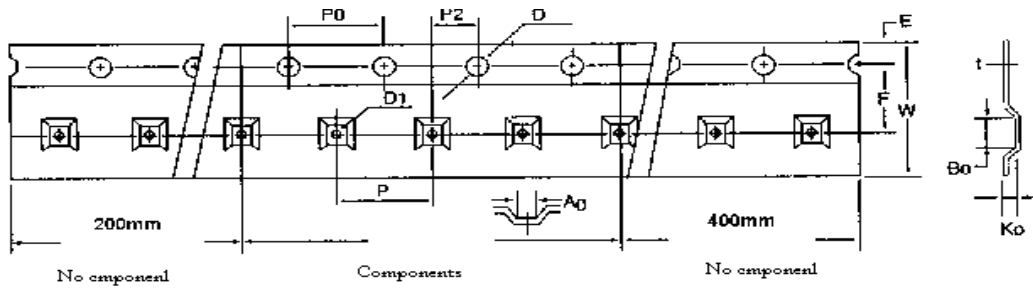 P0 P2 D E
t
D1 F W
Bo
P
200mm A0 400mm
Ko
No cmponenl Components No cmponenl